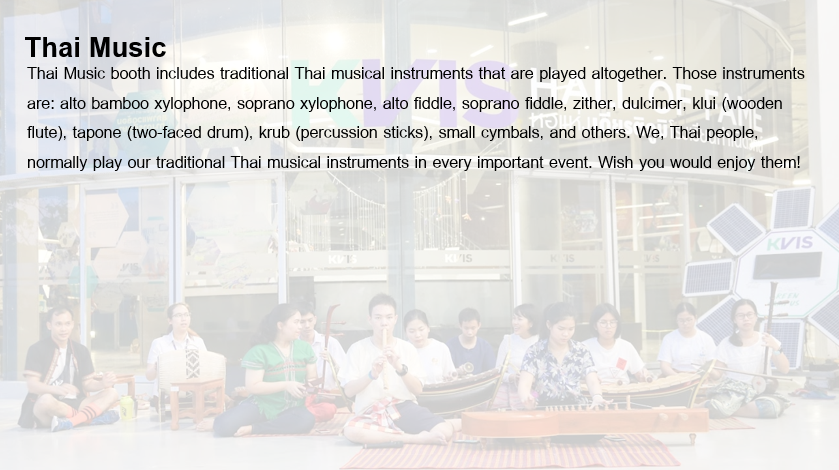 Thai Music
Thai Music booth includes traditional Thai musical instruments that are played altogether. Those instruments
are: alto bamboo xylophone, soprano xylophone, alto fiddle, soprano fiddle, zither, dulcimer, klui (wooden
flute), tapone (two-faced drum), krub (percussion sticks), small cymbals, and others. We, Thai people,
normally play our traditional Thai musical instruments in every important event. Wish you would enjoy them!
KVIS
HALL OF FAME
KVIS
KVIS
KVIS